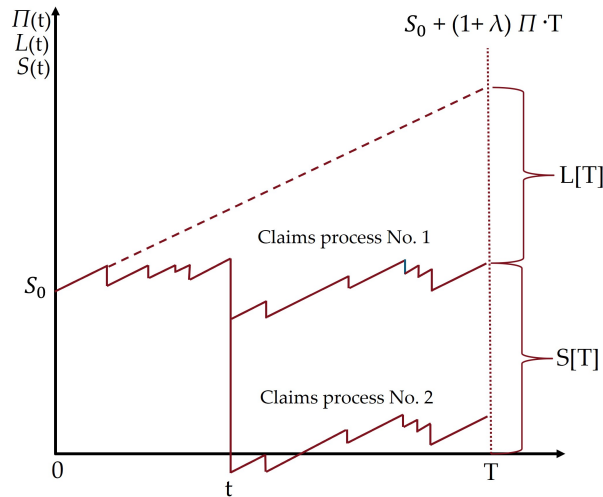 Π(t)
L(t)
S(t)
S₀ + (1+ λ) Π ·T
L[T]
Claims process No. 1
S₀
S[T]
Claims process No. 2
0
t
T